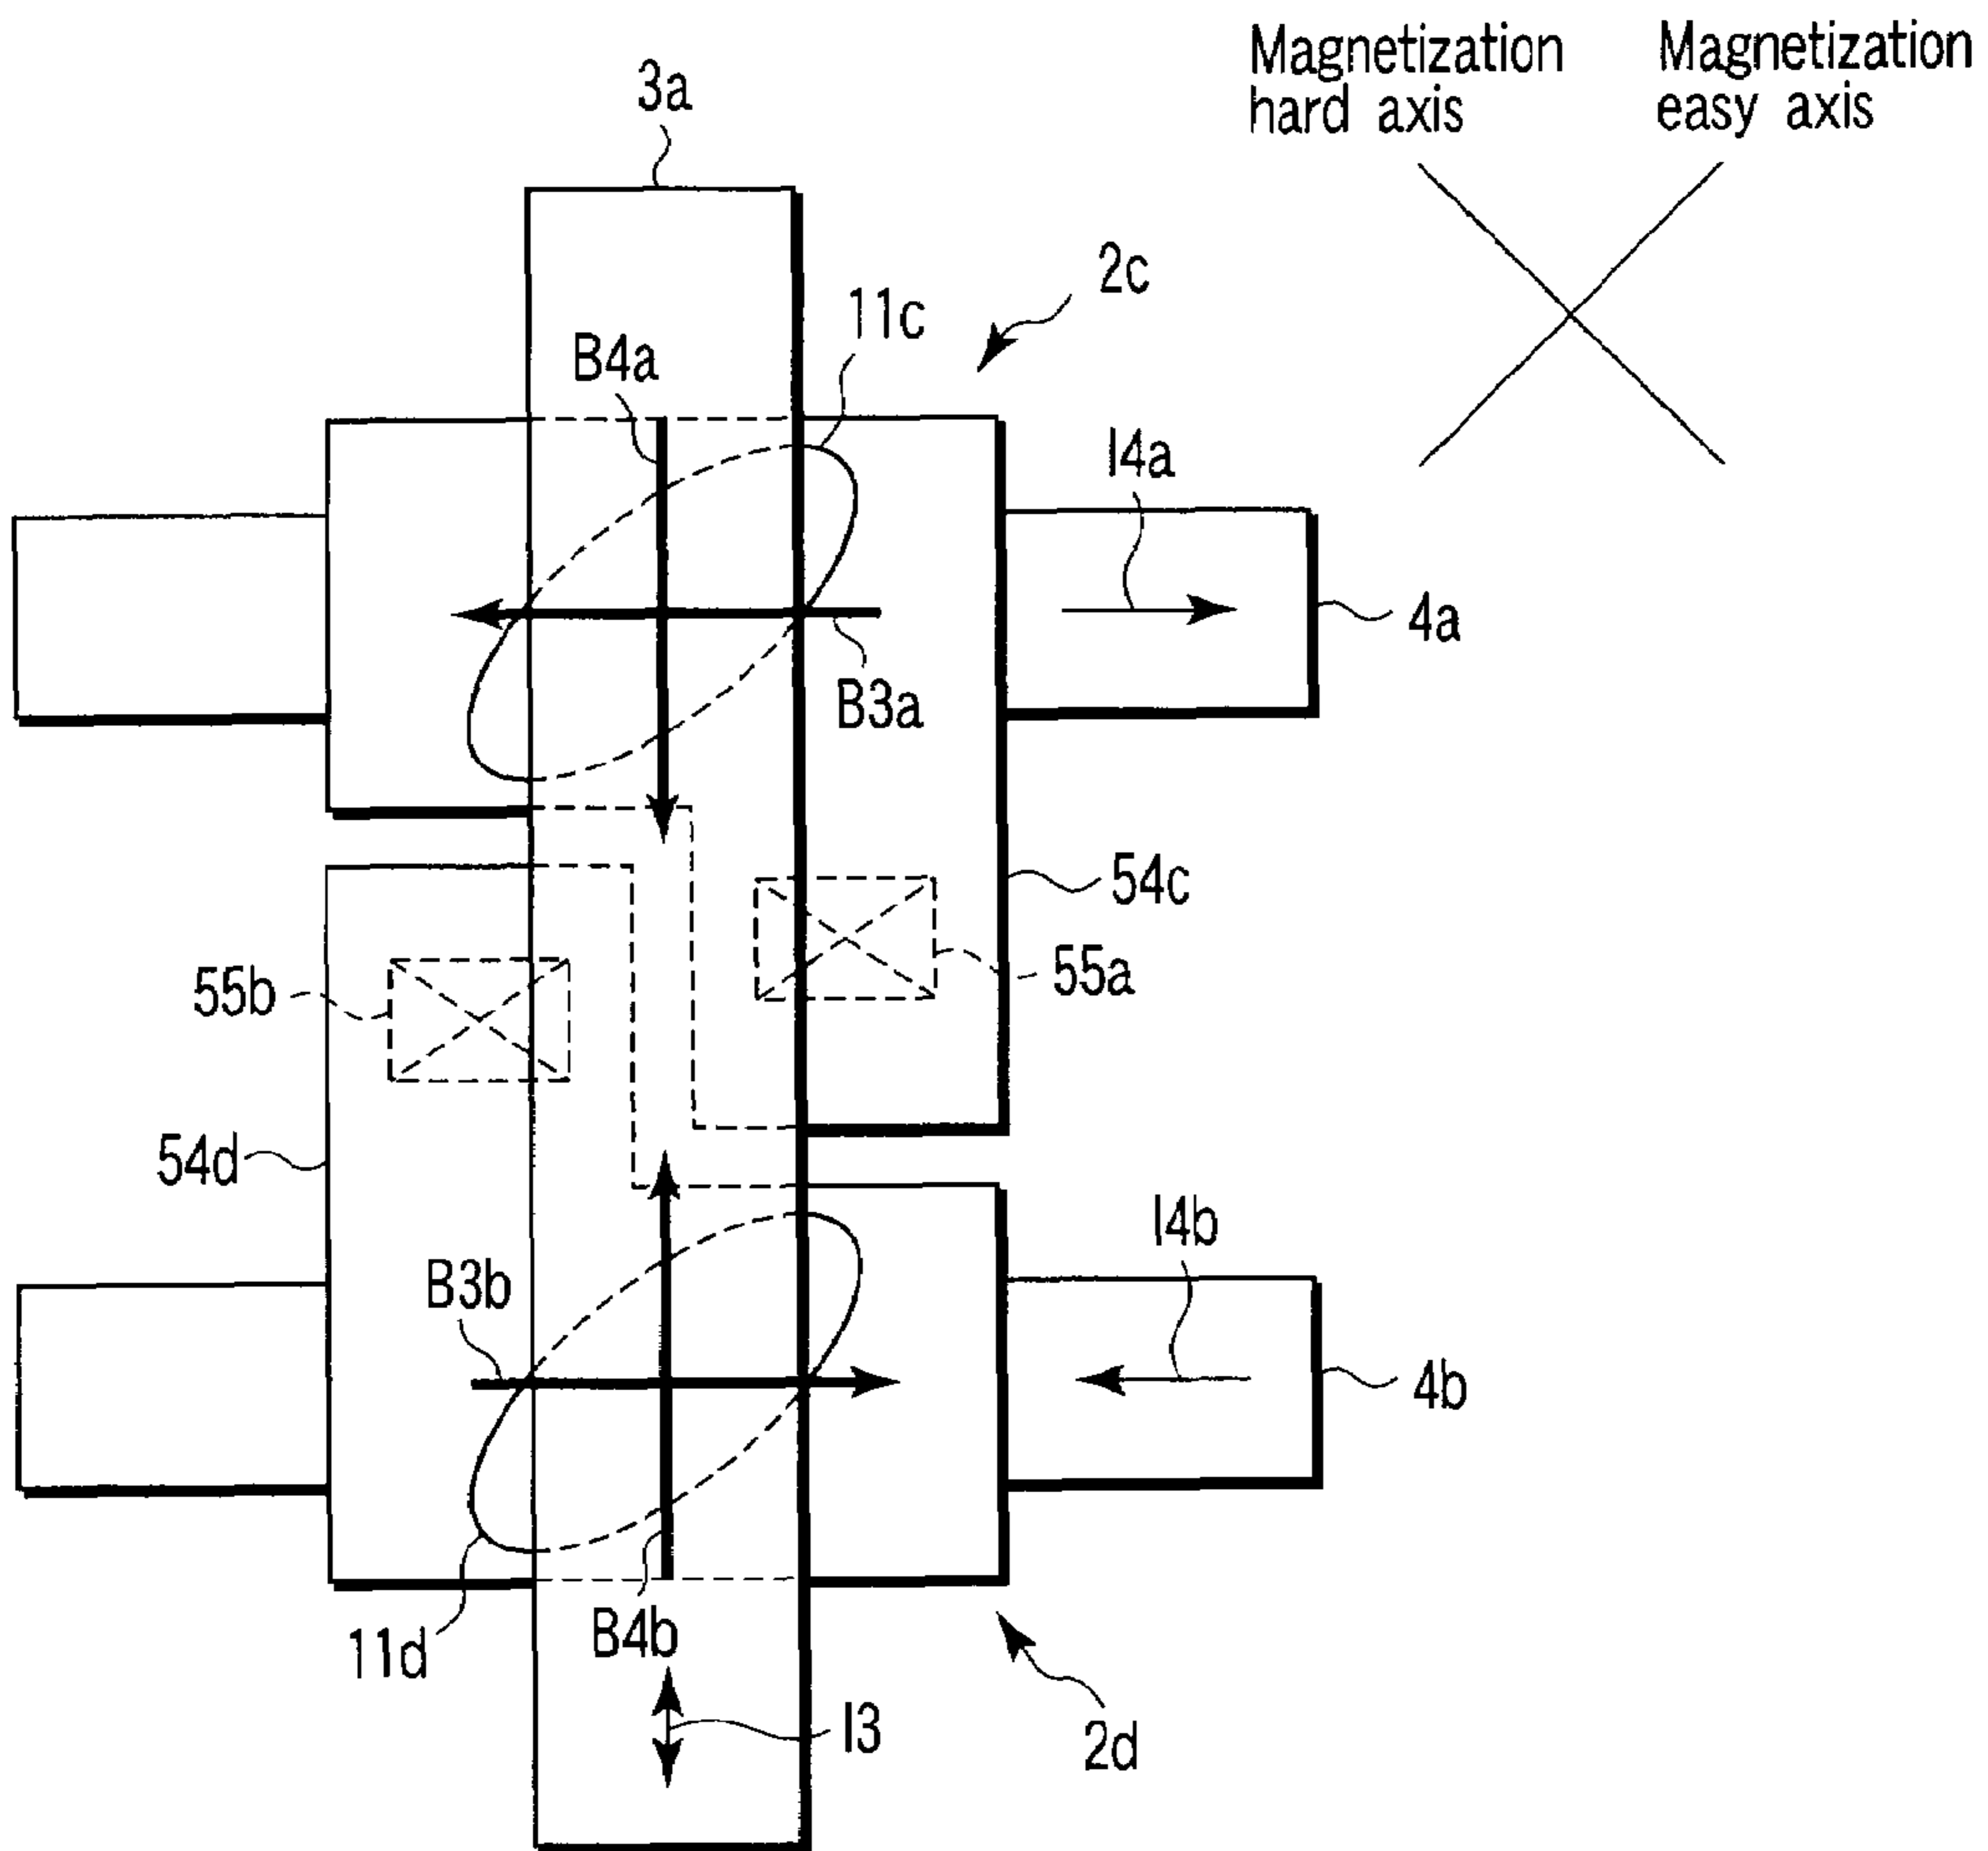 Magnetization
hard axis
Magnetization
easy axis
3a
2c
11c
B4a
I4a
4a
B3a
54c
55a
55b
54d
I4b
B3b
4b
B4b
11d
I3
2d